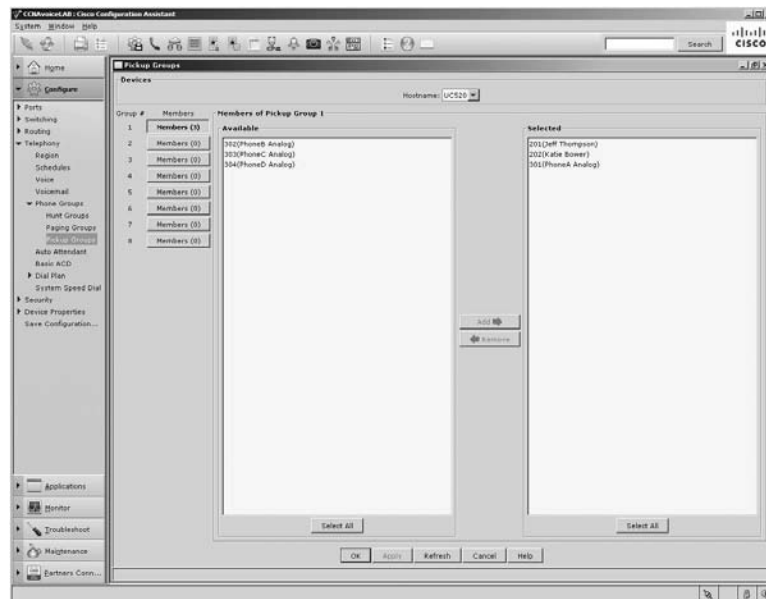 CCNAvoiceLAB : Cisco Configuration Assistant
System Window Help
Search
CISCO
Home
Configure
Ports
Switching
Routing
Telephony
Region
Schedules
Voice
Voicemail
Phone Groups
Hunt Groups
Paging Groups
Pickup Groups
Auto Attendant
Basic ACD
Dial Plan
System Speed Dial
Security
Device Properties
Save Configuration...
Applications
Monitor
Troubleshoot
Maintenance
Partners Conn...
Pickup Groups
Devices
Hostname: UC520
Group # Members
1 Members (3)
2 Members (0)
3 Members (0)
4 Members (0)
5 Members (0)
6 Members (0)
7 Members (0)
8 Members (0)
Members of Pickup Group 1
Available
302(PhoneB Analog)
303(PhoneC Analog)
304(PhoneD Analog)
Select All
Add
Remove
Selected
201(Jeff Thompson)
202(Katie Bower)
301(PhoneA Analog)
Select All
OK Apply Refresh Cancel Help